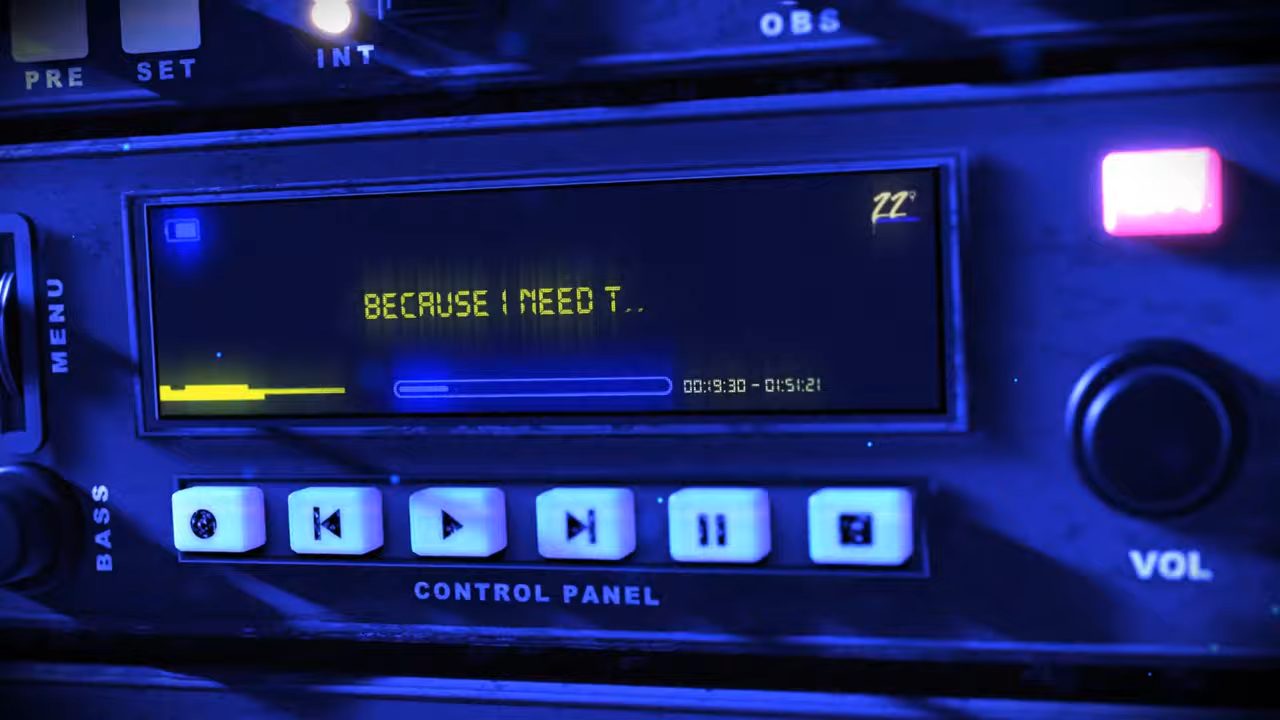 PRE
SET
INT
OBS
22°
MENU
BECAUSE I NEED T..
00:19:30 - 01:51:21
BASS
CONTROL PANEL
VOL